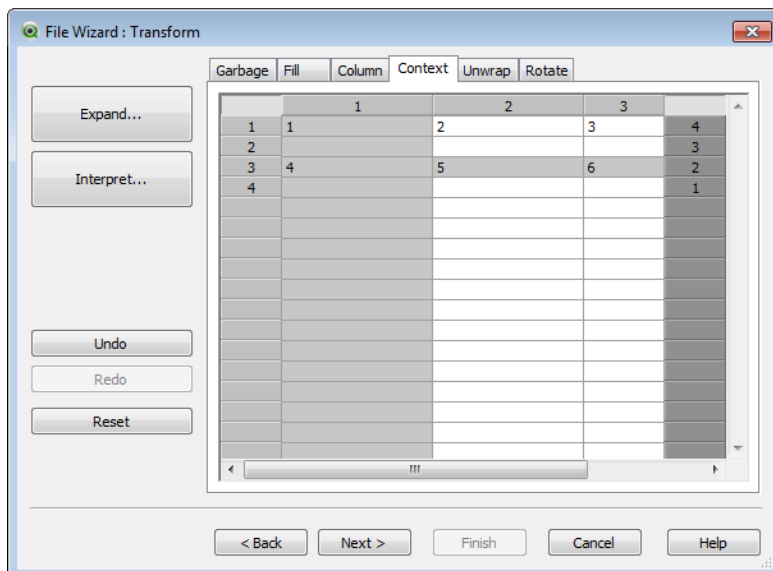 File Wizard : Transform
Garbage Fill Column Context Unwrap Rotate
Expand...
Interpret...
1 2 3
1 1 2 3 4
2 3
3 4 5 6 2
4 1
Undo
Redo
Reset
< Back Next > Finish Cancel Help